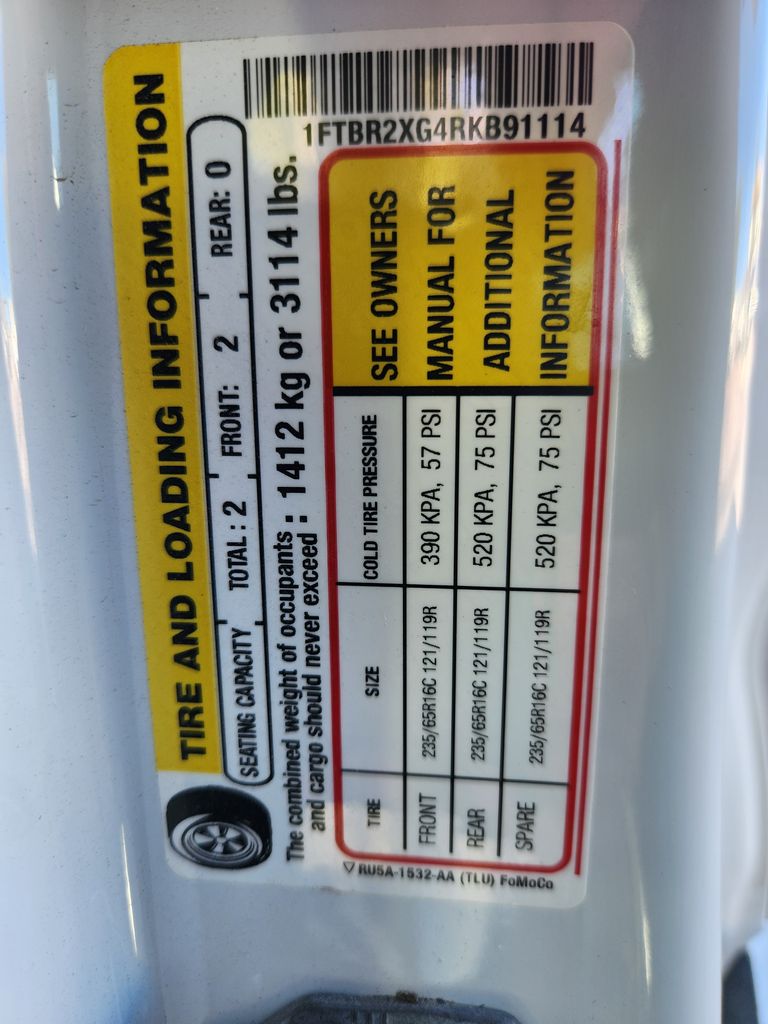 TIRE AND LOADING INFORMATION
SEATING CAPACITY TOTAL : 2 FRONT: 2 REAR: 0
The combined weight of occupants
and cargo should never exceed : 1412 kg or 3114 lbs.
1FTBR2XG4RKB91114
TIRE SIZE COLD TIRE PRESSURE
FRONT 235/65R16C 121/119R 390 KPA, 57 PSI
REAR 235/65R16C 121/119R 520 KPA, 75 PSI
SPARE 235/65R16C 121/119R 520 KPA, 75 PSI
SEE OWNERS
MANUAL FOR
ADDITIONAL
INFORMATION
RU5A-1532-AA (TLU) FoMoCo